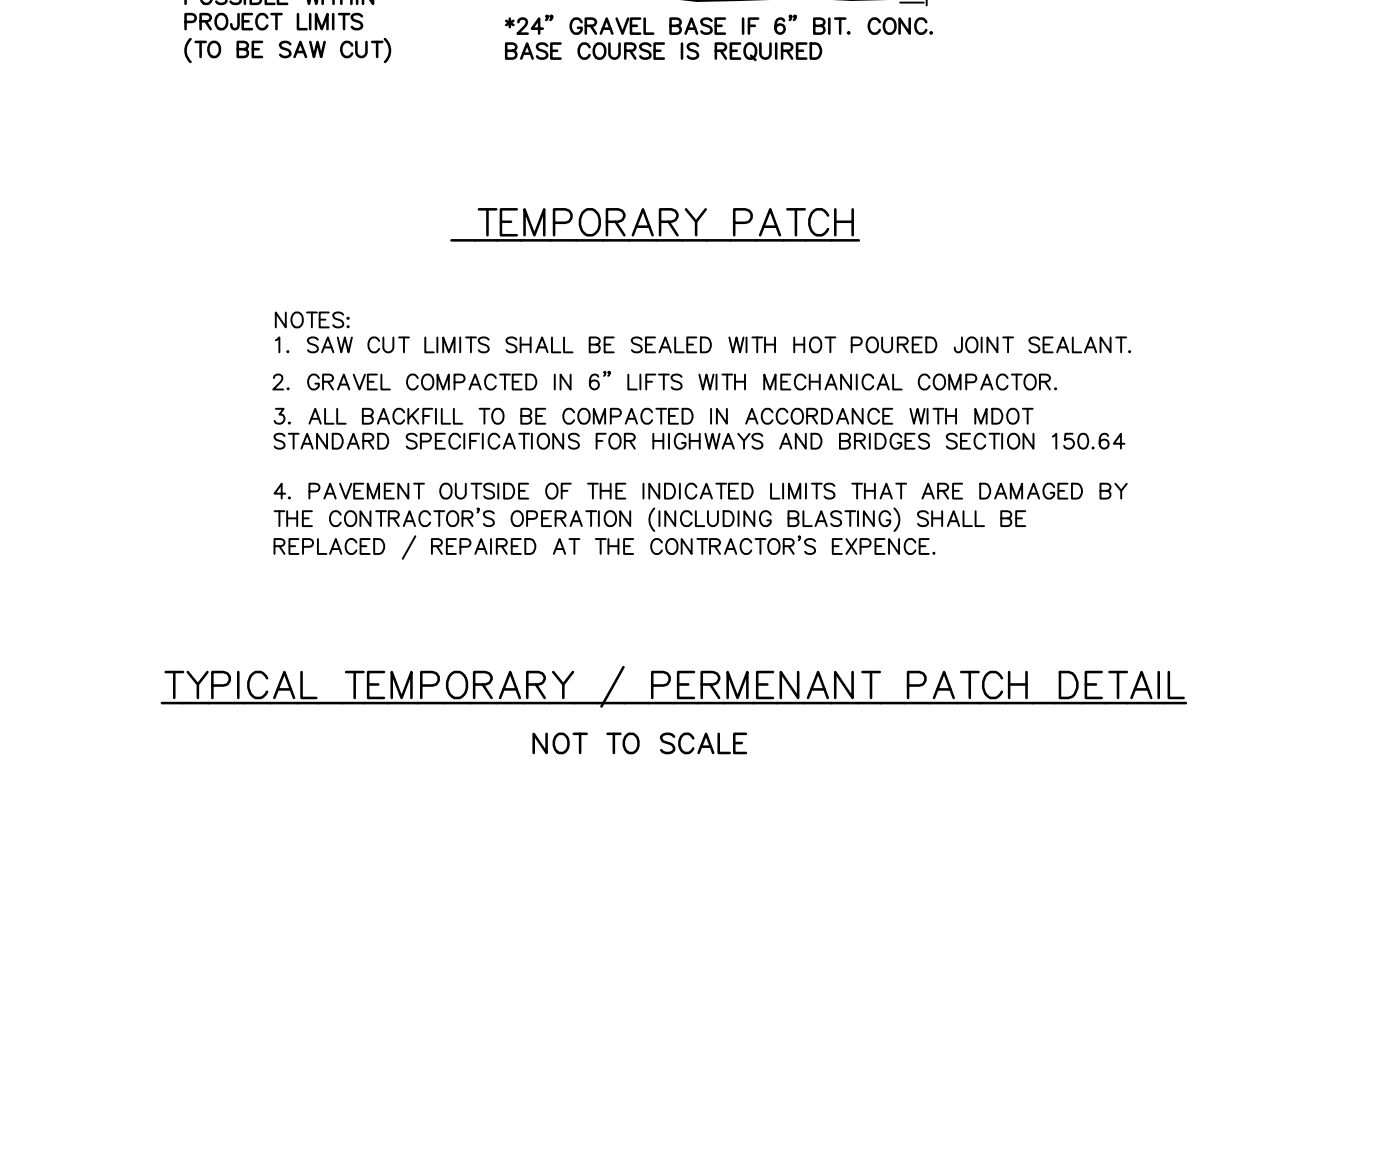 POSSIBLE WITHIN
PROJECT LIMITS
(TO BE SAW CUT)
*24” GRAVEL BASE IF 6” BIT. CONC.
BASE COURSE IS REQUIRED
TEMPORARY PATCH
NOTES:
1. SAW CUT LIMITS SHALL BE SEALED WITH HOT POURED JOINT SEALANT.
2. GRAVEL COMPACTED IN 6” LIFTS WITH MECHANICAL COMPACTOR.
3. ALL BACKFILL TO BE COMPACTED IN ACCORDANCE WITH MDOT
STANDARD SPECIFICATIONS FOR HIGHWAYS AND BRIDGES SECTION 150.64
4. PAVEMENT OUTSIDE OF THE INDICATED LIMITS THAT ARE DAMAGED BY
THE CONTRACTOR’S OPERATION (INCLUDING BLASTING) SHALL BE
REPLACED / REPAIRED AT THE CONTRACTOR’S EXPENCE.
TYPICAL TEMPORARY / PERMENANT PATCH DETAIL
NOT TO SCALE